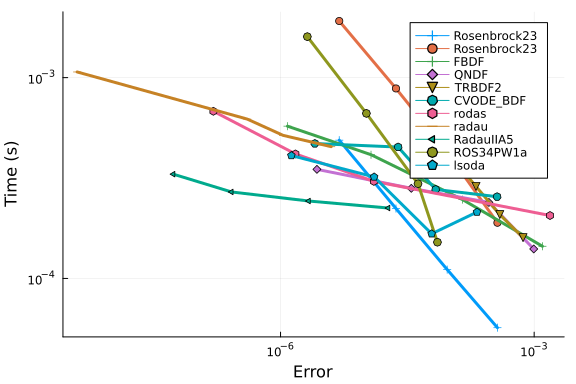 Time (s)
10⁻³
10⁻⁴
Rosenbrock23
Rosenbrock23
FBDF
QNDF
TRBDF2
CVODE_BDF
rodas
radau
RadauIIA5
ROS34PW1a
lsoda
10⁻⁶
10⁻³
Error